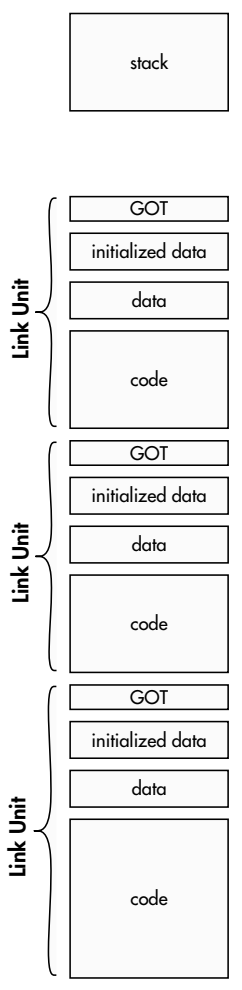 stack
GOT
initialized data
data
code
Link Unit
GOT
initialized data
data
code
Link Unit
GOT
initialized data
data
code
Link Unit